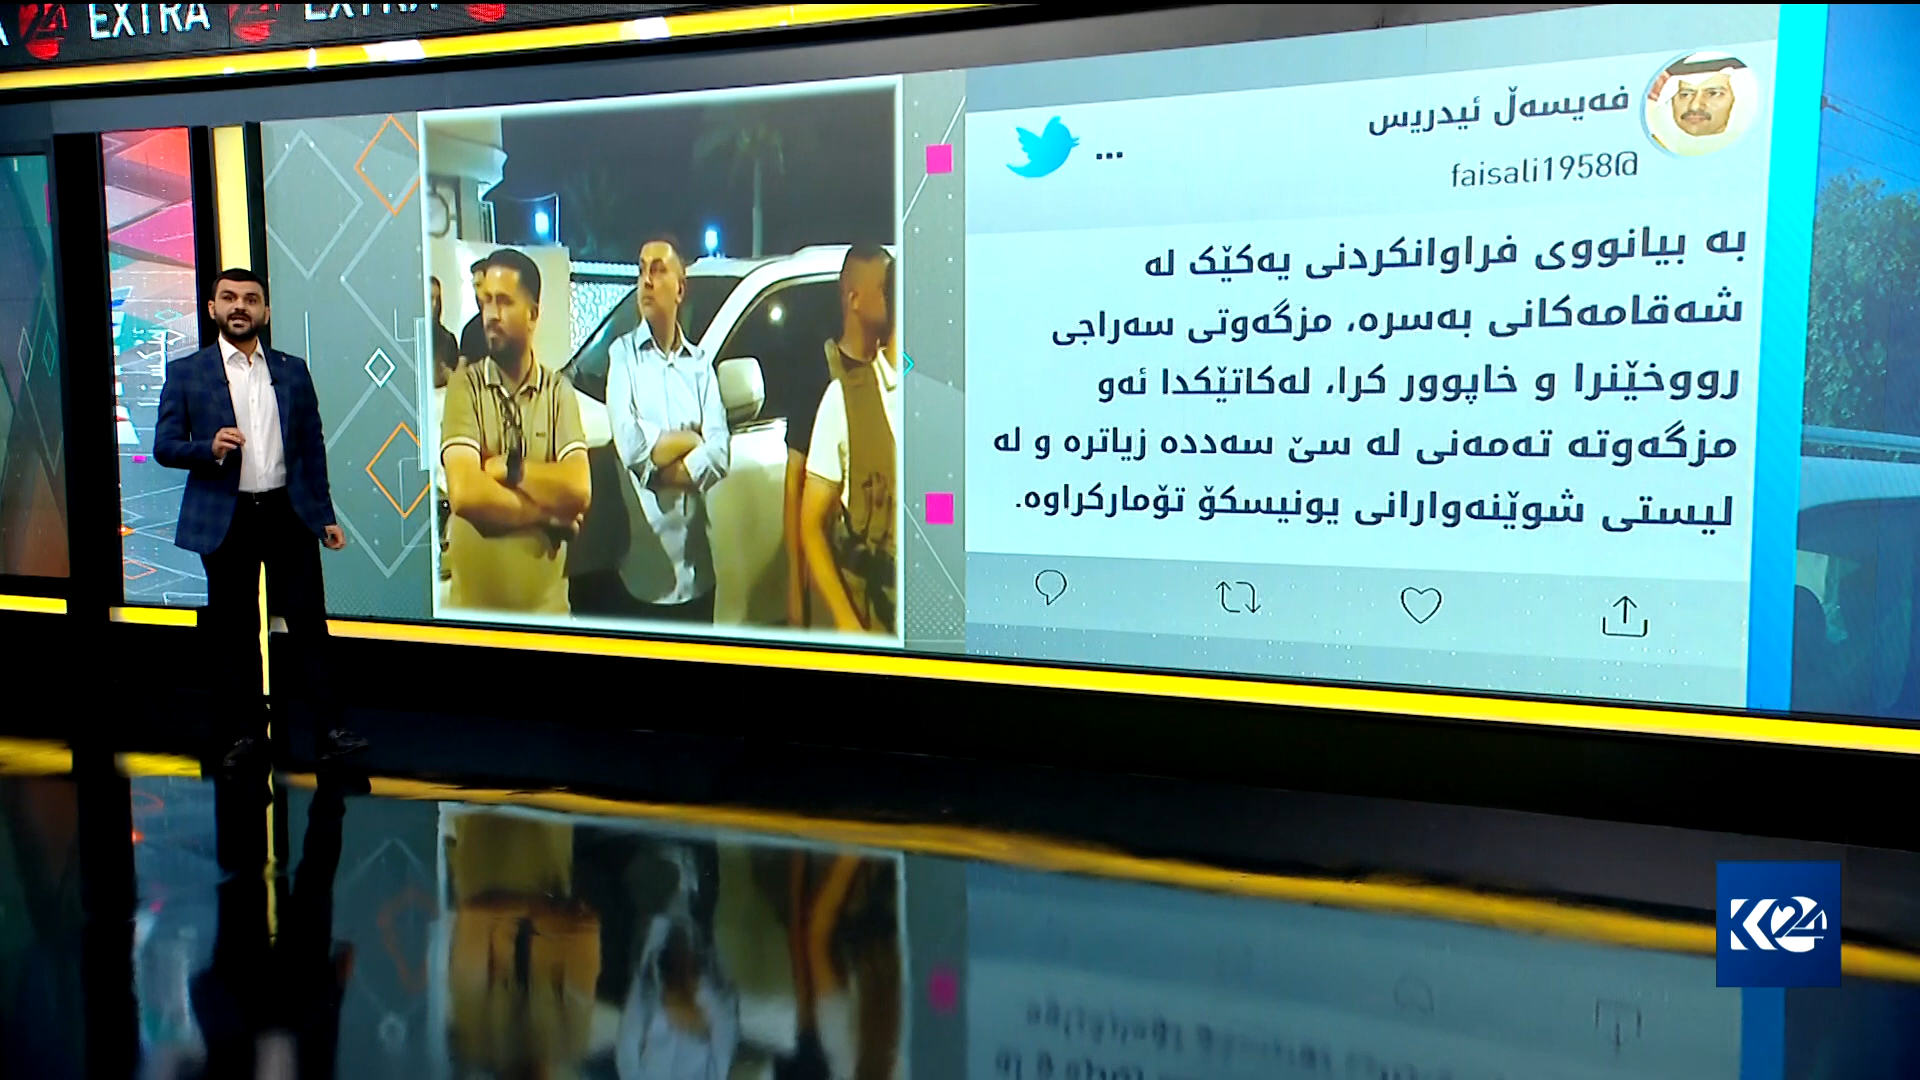 EXTRA
EXTRA
فەیسەڵ ئیدریس
faisali1958@
...
بە بیانووی فراوانکردنی یەکێک لە
شەقامەکانی بەسرە، مزگەوتی سەراجی
رووخێنرا و خاپوور کرا، لەکاتێکدا ئەو
مزگەوتە تەمەنی لە سێ سەددە زیاترە و لە
لیستی شوێنەوارانی یونیسکۆ تۆمارکراوە.
K24